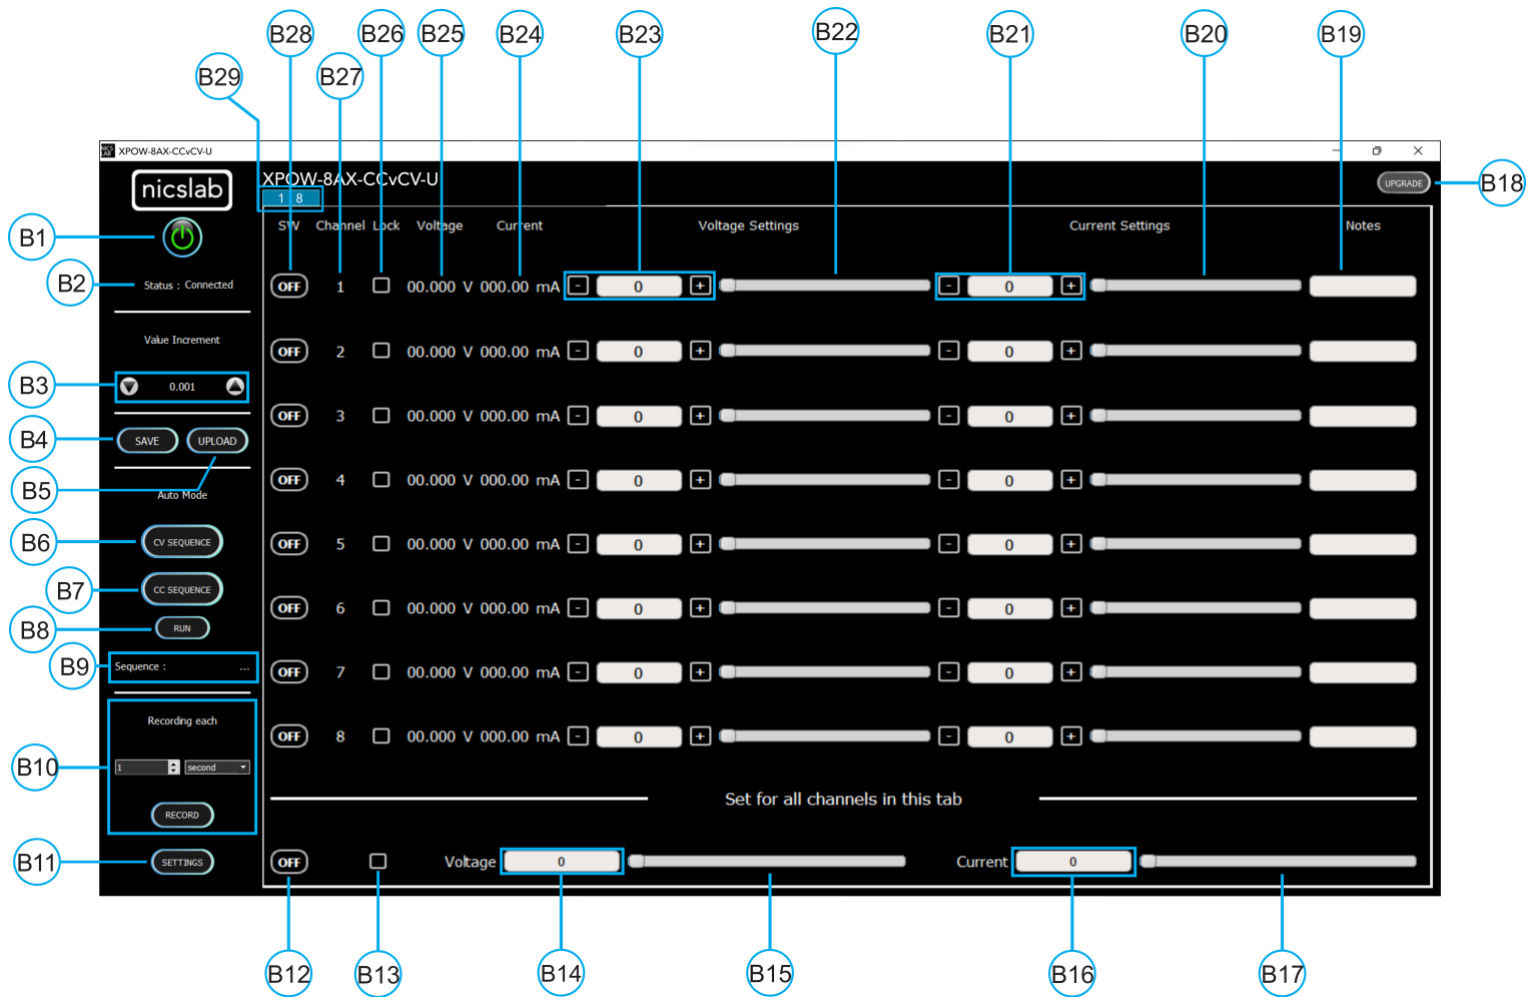 B28 B26 B25 B24 B23 B22 B21 B20 B19
B29 B27
NICS LAB XPOW-8AX-CCvCV-U
nicslab XPOW-8AX-CCvCV-U UPGRADE B18
1 8
SW Channel Lock Voltage Current Voltage Settings Current Settings Notes
B1
B2 Status : Connected OFF 1 00.000 V 000.00 mA - 0 + - 0 +
Value Increment OFF 2 00.000 V 000.00 mA - 0 + - 0 +
B3 0.001
OFF 3 00.000 V 000.00 mA - 0 + - 0 +
B4 SAVE UPLOAD
B5 OFF 4 00.000 V 000.00 mA - 0 + - 0 +
Auto Mode
B6 CV SEQUENCE OFF 5 00.000 V 000.00 mA - 0 + - 0 +
B7 CC SEQUENCE
OFF 6 00.000 V 000.00 mA - 0 + - 0 +
B8 RUN
B9 Sequence : ... OFF 7 00.000 V 000.00 mA - 0 + - 0 +
Recording each
OFF 8 00.000 V 000.00 mA - 0 + - 0 +
B10 1 second
Set for all channels in this tab
RECORD
B11 SETTINGS OFF Voltage 0 Current 0
B12 B13 B14 B15 B16 B17